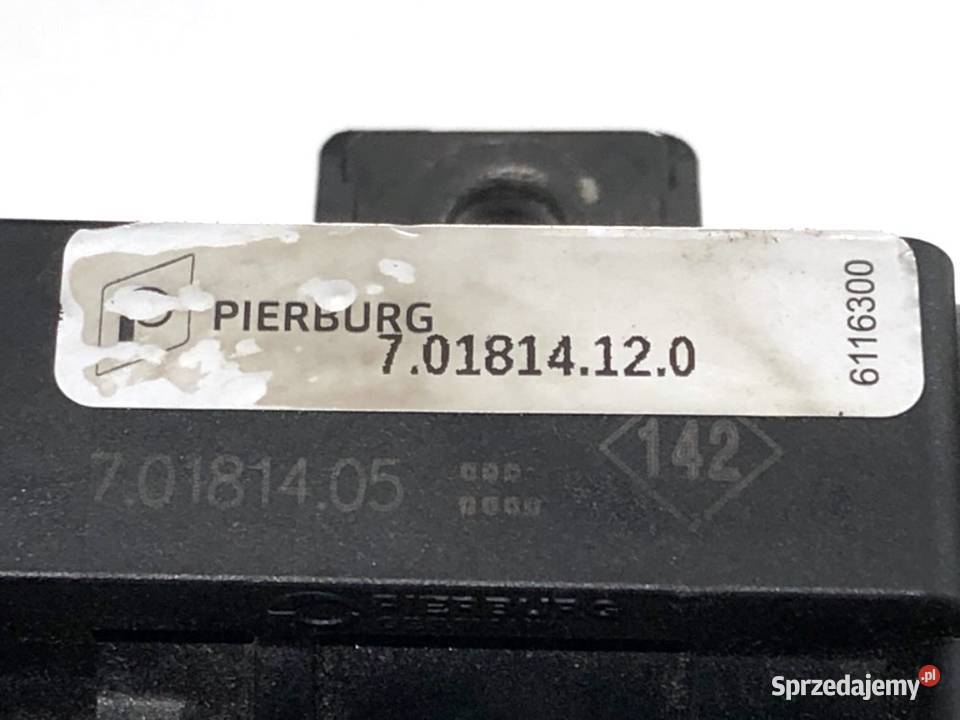 PIERBURG
7.01814.12.0
6116300
142
7.01814.05
PIERBURG
Sprzedajemy.pl